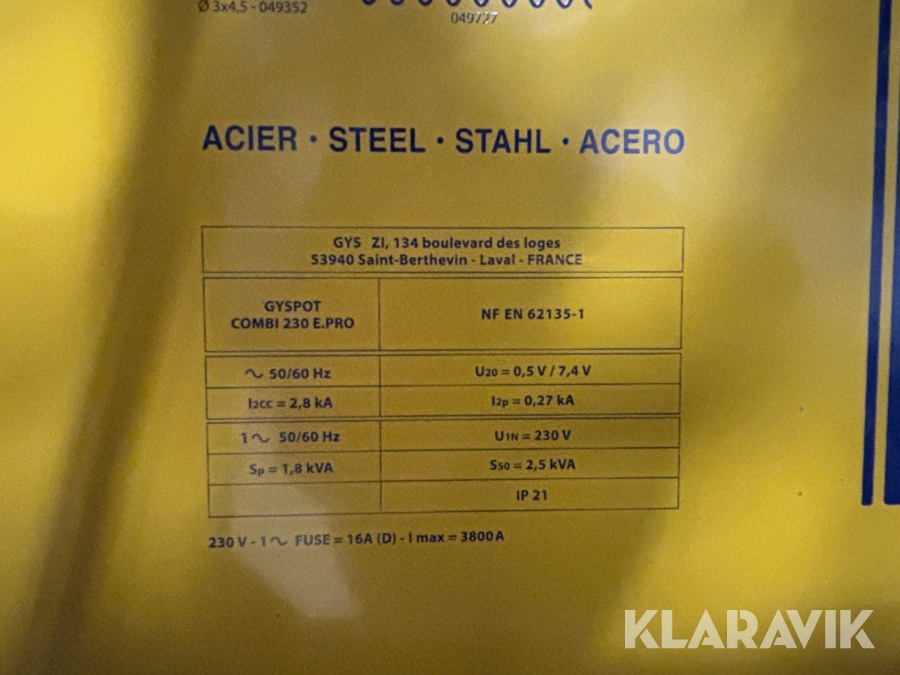 Ø 3x4,5 - 049352
049727
ACIER · STEEL · STAHL · ACERO
GYS ZI, 134 boulevard des loges
53940 Saint-Berthevin - Laval - FRANCE
GYSPOT
COMBI 230 E.PRO
NF EN 62135-1
∿ 50/60 Hz
U20 = 0,5 V / 7,4 V
I2CC = 2,8 kA
I2p = 0,27 kA
1∿ 50/60 Hz
U1N = 230 V
Sp = 1,8 kVA
S50 = 2,5 kVA
IP 21
230 V - 1∿ FUSE = 16A (D) - I max = 3800A
KLARAVIK